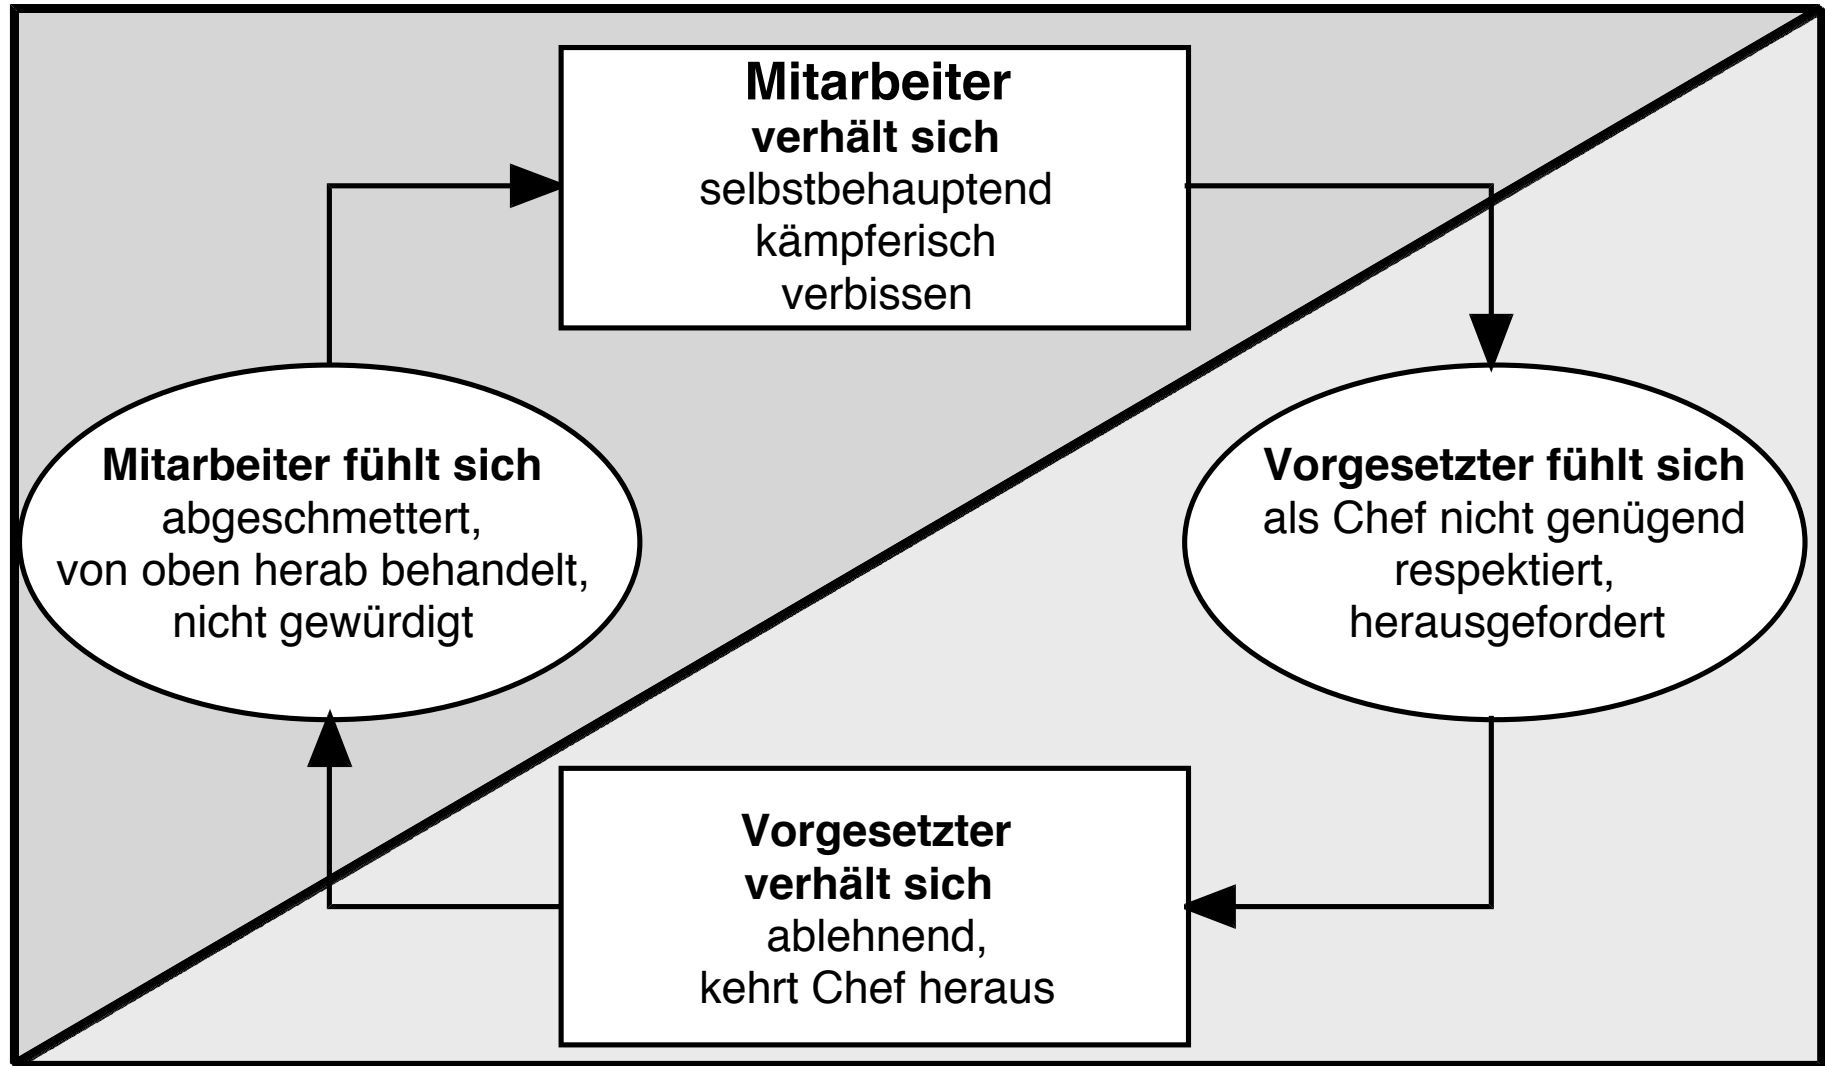 Mitarbeiter
verhält sich
selbstbehauptend
kämpferisch
verbissen
Mitarbeiter fühlt sich
abgeschmettert,
von oben herab behandelt,
nicht gewürdigt
Vorgesetzter fühlt sich
als Chef nicht genügend
respektiert,
herausgefordert
Vorgesetzter
verhält sich
ablehnend,
kehrt Chef heraus